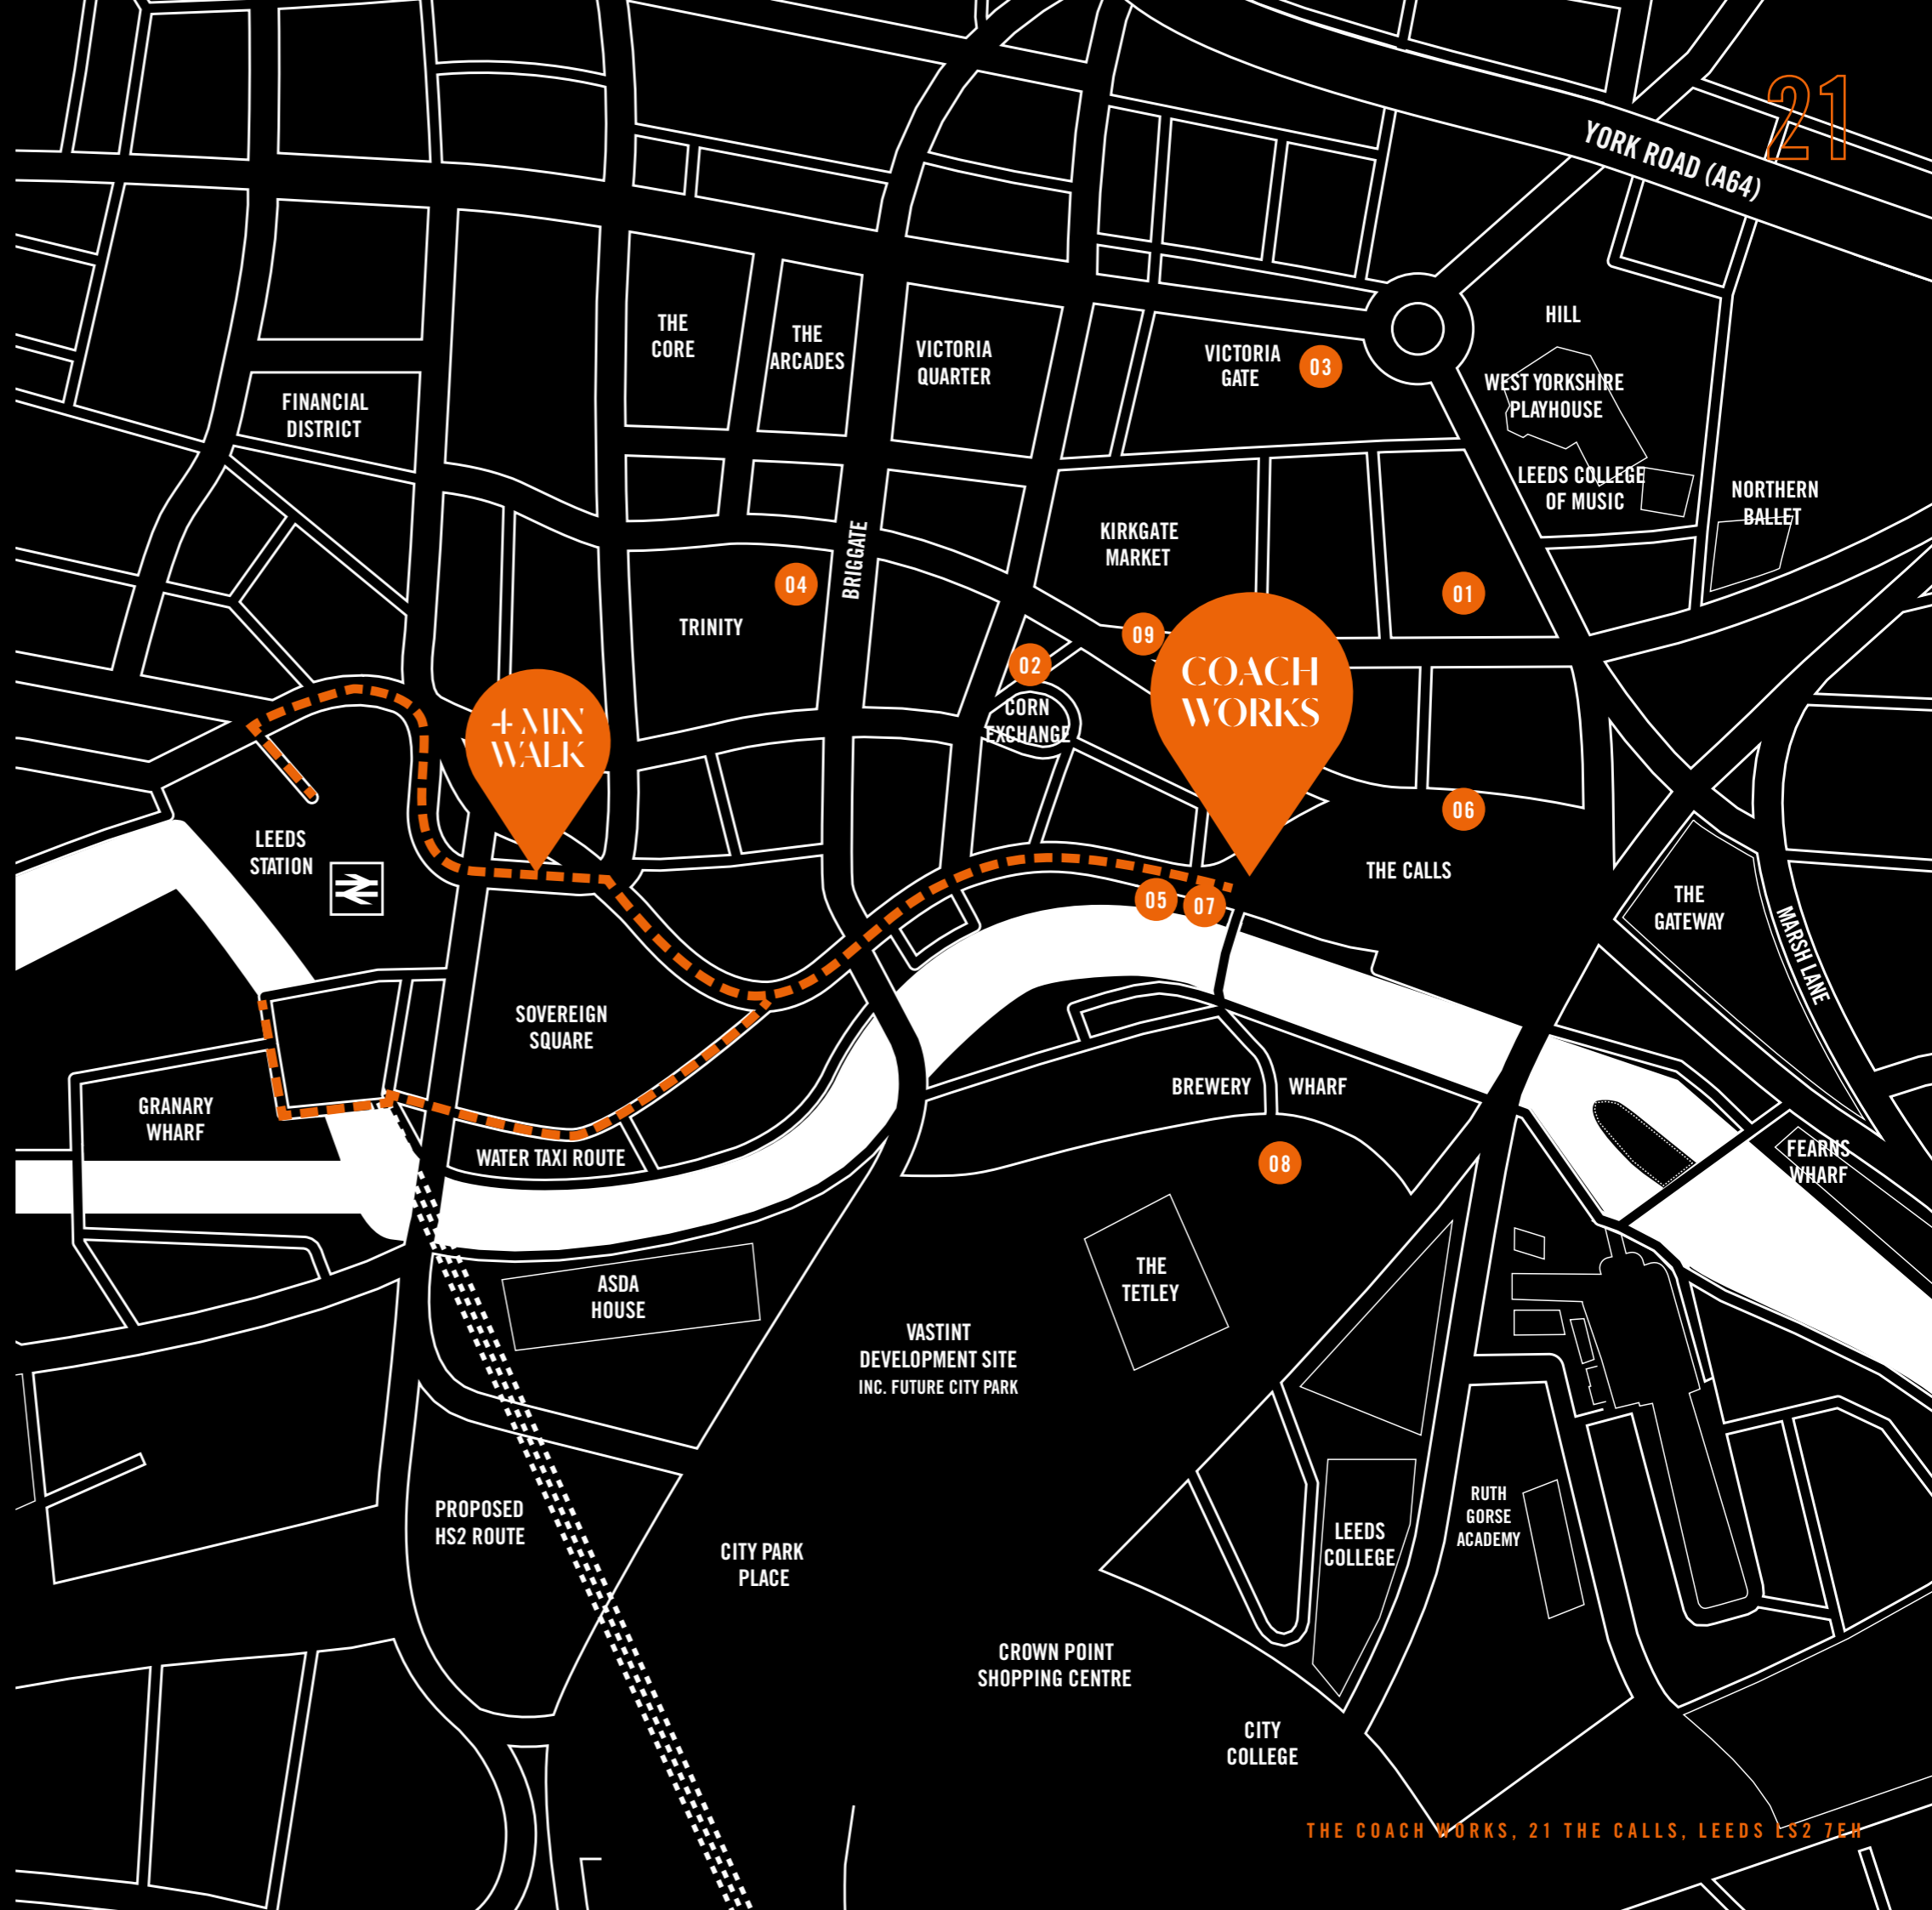 21
YORK ROAD (A64)
HILL
THE
CORE
THE
ARCADES
VICTORIA
QUARTER
VICTORIA
GATE
03
WEST YORKSHIRE
PLAYHOUSE
FINANCIAL
DISTRICT
LEEDS COLLEGE
OF MUSIC
NORTHERN
BALLET
KIRKGATE
MARKET
BRIGGATE
04
01
TRINITY
09
02
COACH
WORKS
CORN
EXCHANGE
4 MIN
WALK
06
LEEDS
STATION
THE CALLS
05
07
THE
GATEWAY
MARSH LANE
SOVEREIGN
SQUARE
BREWERY
WHARF
GRANARY
WHARF
WATER TAXI ROUTE
08
FEARNS
WHARF
ASDA
HOUSE
THE
TETLEY
VASTINT
DEVELOPMENT SITE
INC. FUTURE CITY PARK
PROPOSED
HS2 ROUTE
CITY PARK
PLACE
LEEDS
COLLEGE
RUTH
GORSE
ACADEMY
CROWN POINT
SHOPPING CENTRE
CITY
COLLEGE
THE COACH WORKS, 21 THE CALLS, LEEDS LS2 7EH